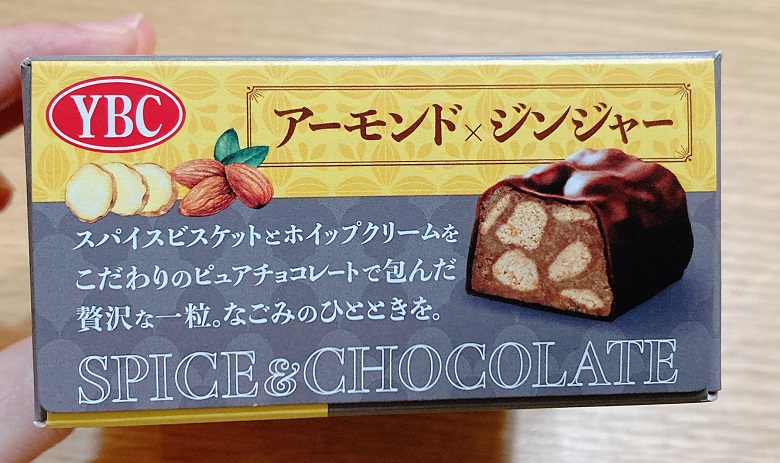 YBC
アーモンド×ジンジャー
スパイスビスケットとホイップクリームを
こだわりのピュアチョコレートで包んだ
贅沢な一粒。なごみのひとときを。
SPICE & CHOCOLATE